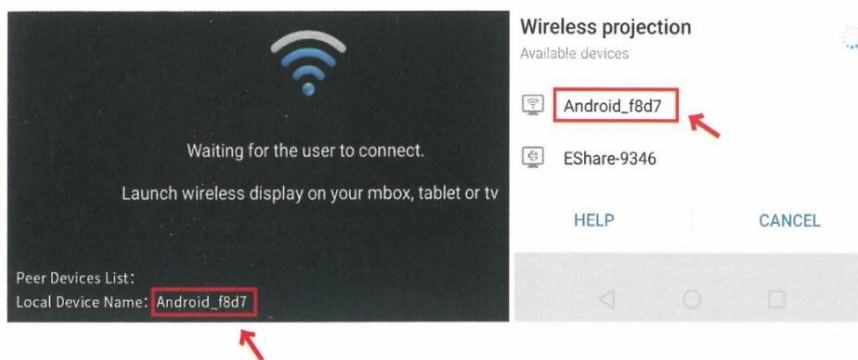 Waiting for the user to connect.
Launch wireless display on your mbox, tablet or tv
Peer Devices List:
Local Device Name: Android_f8d7
Wireless projection
Available devices
Android_f8d7
EShare-9346
HELP
CANCEL